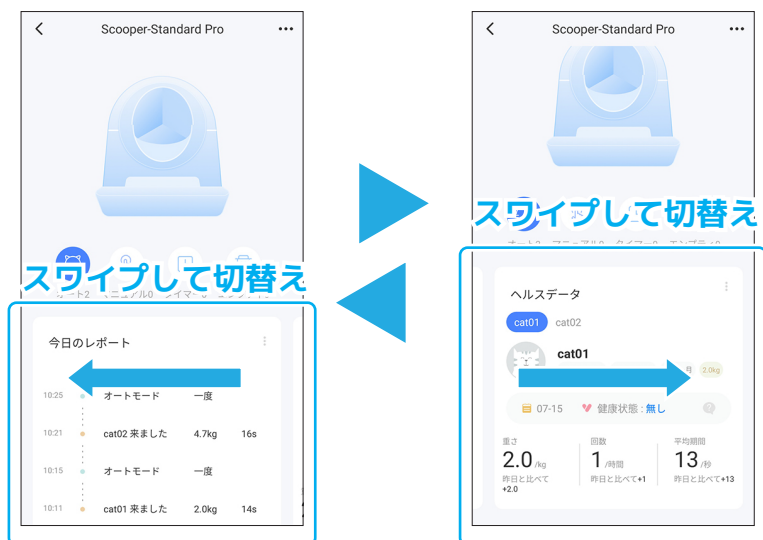 Scooper-Standard Pro
スワイプして切替え
今日のレポート
10:25 オートモード 一度
10:21 cat02 来ました 4.7kg 16s
10:15 オートモード 一度
10:11 cat01 来ました 2.0kg 14s
Scooper-Standard Pro
スワイプして切替え
ヘルスデータ
cat01 cat02
cat01
月 2.0kg
07-15 健康状態 : 無し
重さ 回数 平均期間
2.0 /kg 1 /時間 13 /秒
昨日と比べて 昨日と比べて+1 昨日と比べて+13
+2.0